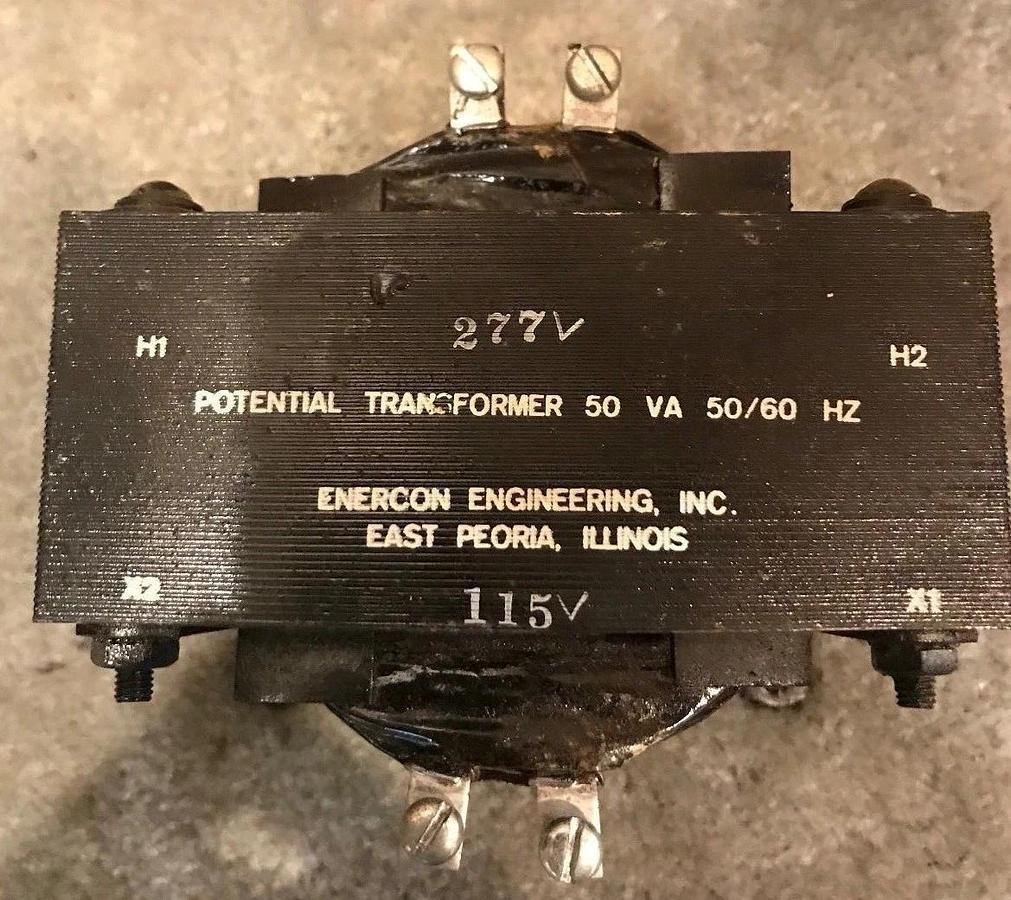 277V
H1 H2
POTENTIAL TRANSFORMER 50 VA 50/60 HZ
ENERCON ENGINEERING, INC.
EAST PEORIA, ILLINOIS
X2 X1
115V